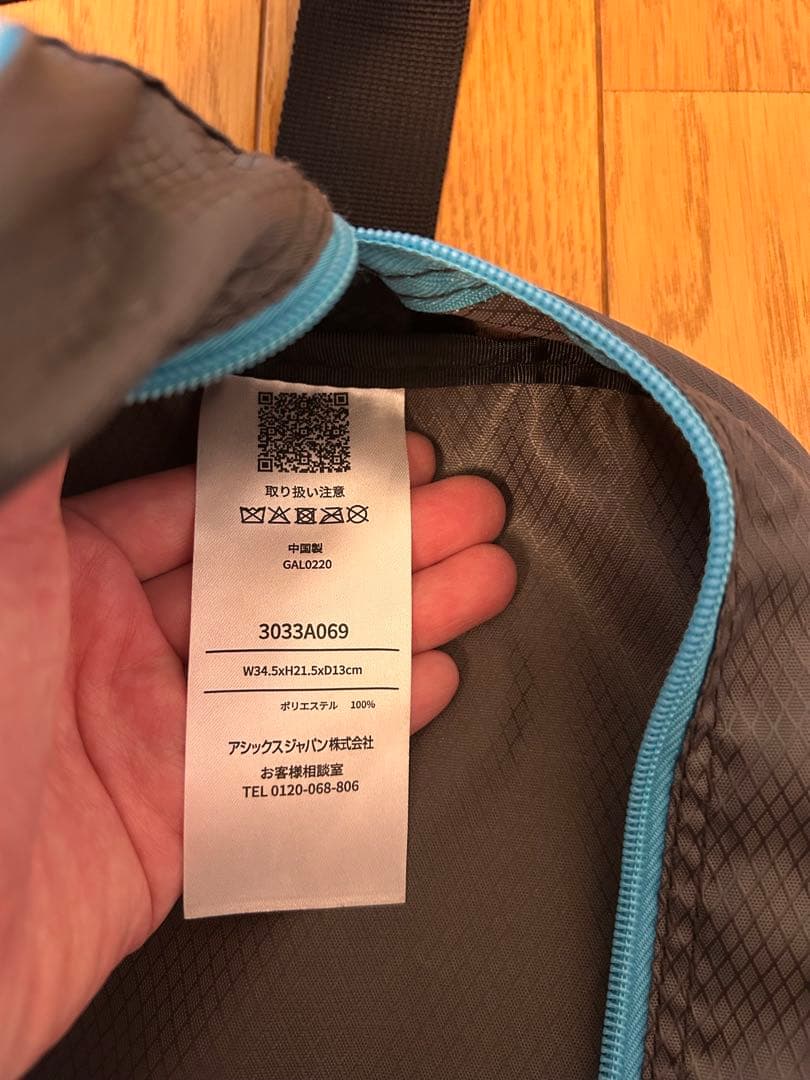 取り扱い注意
中国製
GAL0220
3033A069
W34.5xH21.5xD13cm
ポリエステル 100%
アシックスジャパン株式会社
お客様相談室
TEL 0120-068-806